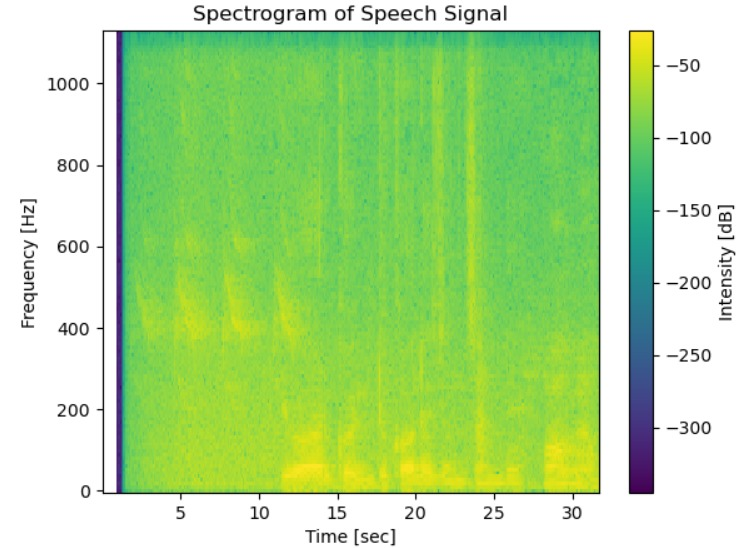 Spectrogram of Speech Signal
1000
800
600
400
200
0
Frequency [Hz]
5 10 15 20 25 30
Time [sec]
−50
−100
−150
−200
−250
−300
Intensity [dB]